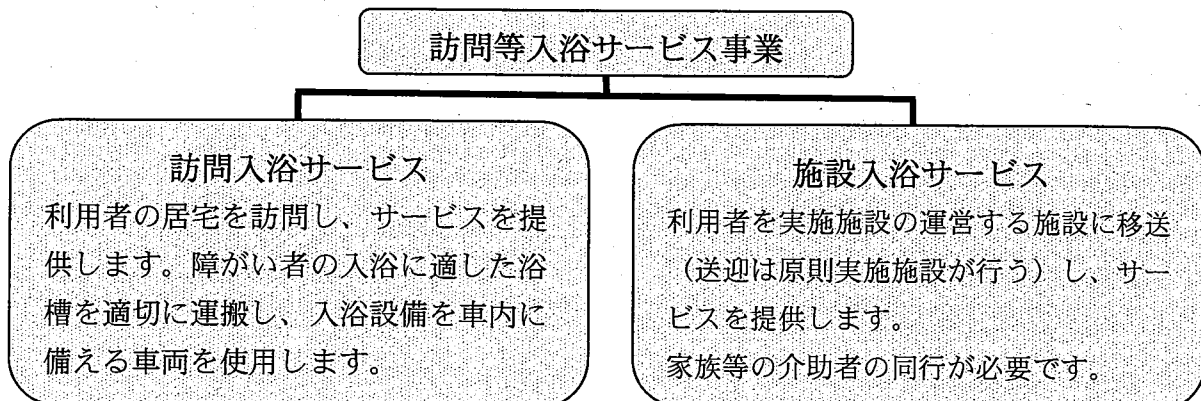 訪問等入浴サービス事業
訪問入浴サービス
利用者の居宅を訪問し、サービスを提
供します。障がい者の入浴に適した浴
槽を適切に運搬し、入浴設備を車内に
備える車両を使用します。
施設入浴サービス
利用者を実施施設の運営する施設に移送
（送迎は原則実施施設が行う）し、サー
ビスを提供します。
家族等の介助者の同行が必要です。